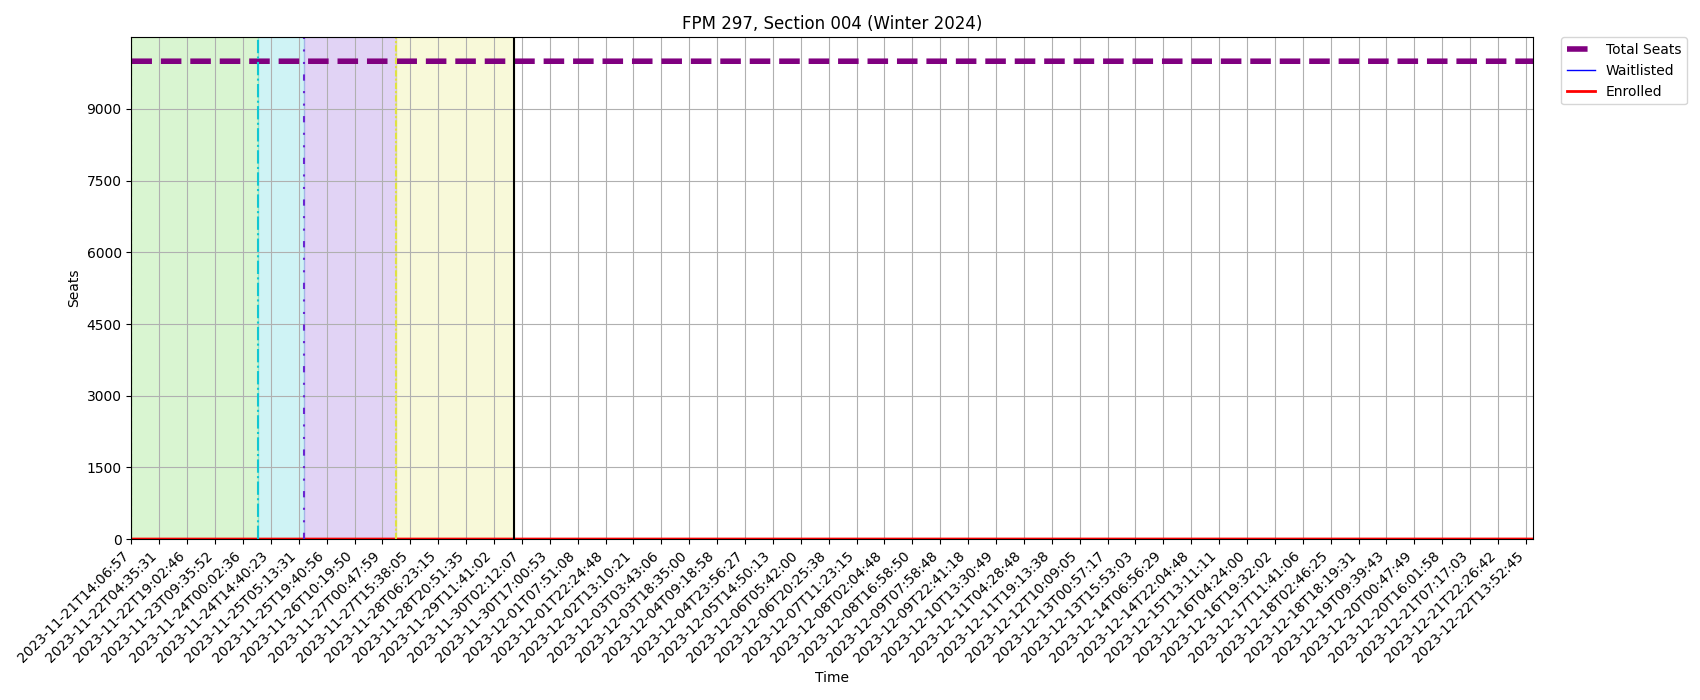 FPM 297, Section 004 (Winter 2024)
Total Seats
Waitlisted
Enrolled
9000
7500
6000
4500
3000
1500
0
Seats
2023-11-21T14:06:57
2023-11-22T04:35:31
2023-11-22T19:02:46
2023-11-23T09:35:52
2023-11-24T00:02:36
2023-11-24T14:40:23
2023-11-25T05:13:31
2023-11-25T19:40:56
2023-11-26T10:19:50
2023-11-27T00:47:59
2023-11-27T15:38:05
2023-11-28T06:23:15
2023-11-28T20:51:35
2023-11-29T11:41:02
2023-11-30T02:12:07
2023-11-30T17:00:53
2023-12-01T07:51:08
2023-12-01T22:24:48
2023-12-02T13:10:21
2023-12-03T03:43:06
2023-12-03T18:35:00
2023-12-04T09:18:58
2023-12-04T23:56:27
2023-12-05T14:50:13
2023-12-06T05:42:00
2023-12-06T20:25:38
2023-12-07T11:23:15
2023-12-08T02:04:48
2023-12-08T16:58:50
2023-12-09T07:58:48
2023-12-09T22:41:18
2023-12-10T13:30:49
2023-12-11T04:28:48
2023-12-11T19:13:38
2023-12-12T10:09:05
2023-12-13T00:57:17
2023-12-13T15:53:03
2023-12-14T06:56:29
2023-12-14T22:04:48
2023-12-15T13:11:11
2023-12-16T04:24:00
2023-12-16T19:32:02
2023-12-17T11:41:06
2023-12-18T02:46:25
2023-12-18T18:19:31
2023-12-19T09:39:43
2023-12-20T00:47:49
2023-12-20T16:01:58
2023-12-21T07:17:03
2023-12-21T22:26:42
2023-12-22T13:52:45
Time